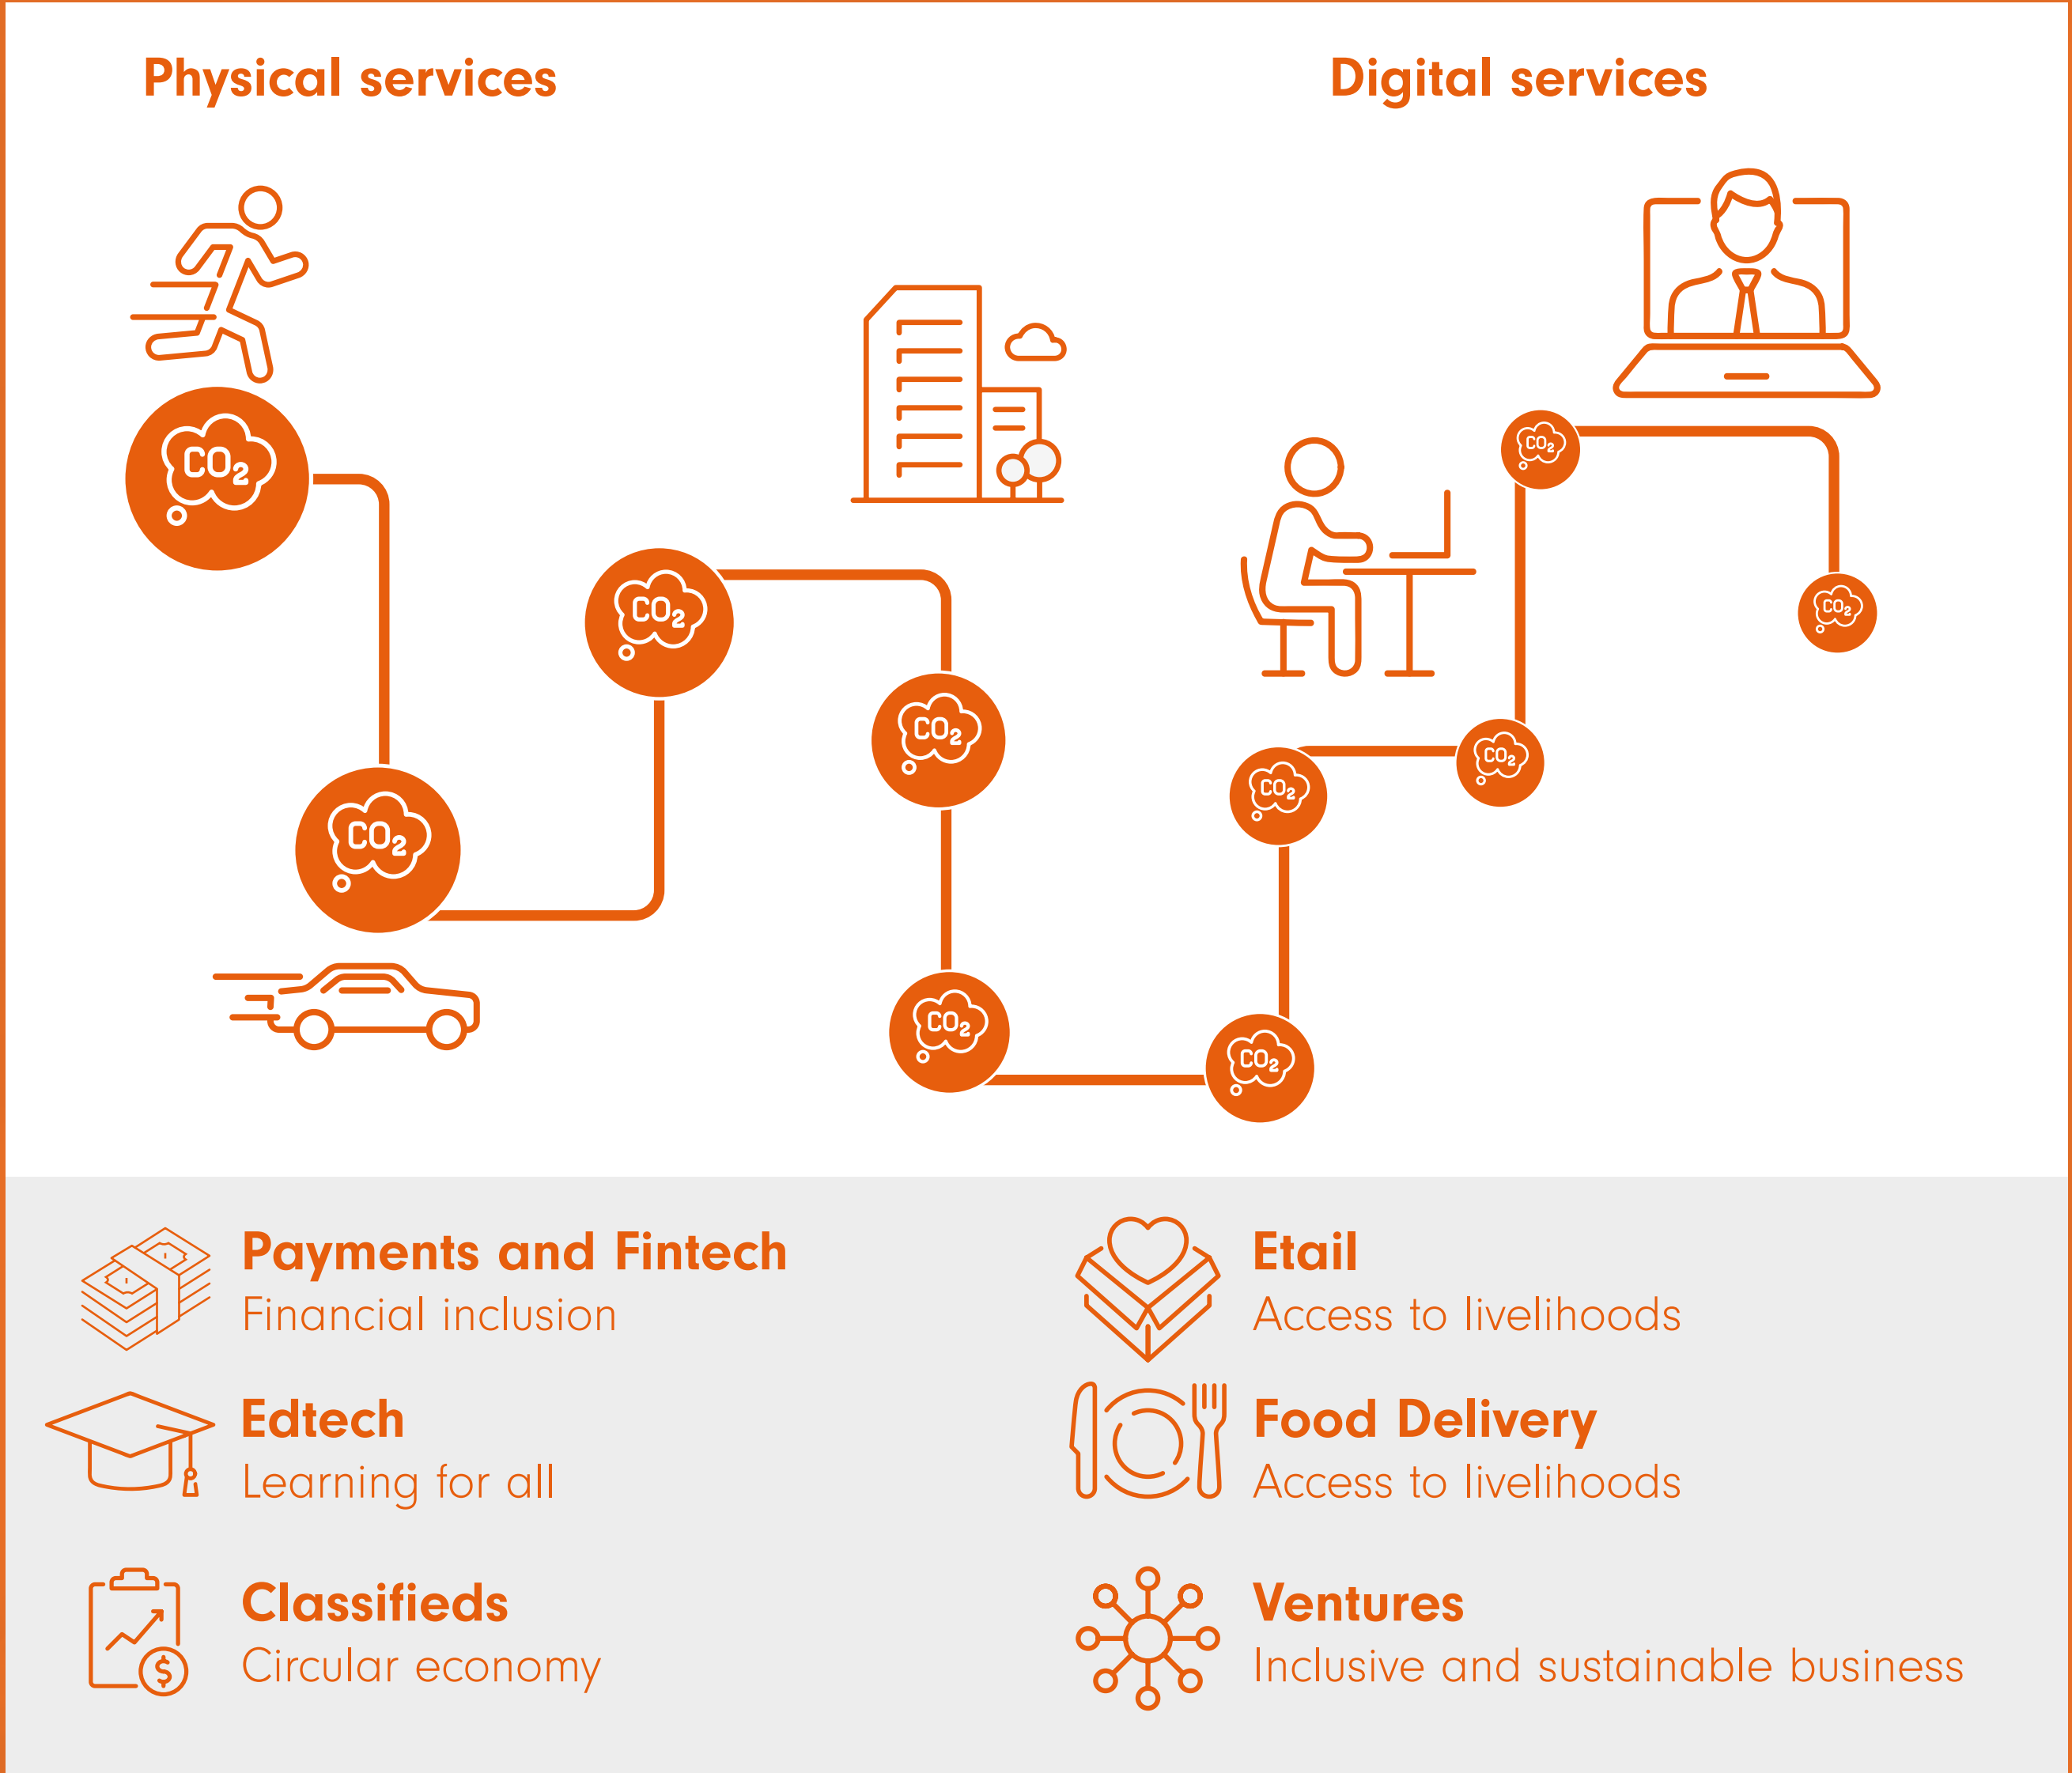 Physical services
Digital services
CO2
CO2
CO2
CO2
CO2
CO2
CO2
CO2
CO2
CO2
Payments and Fintech
Financial inclusion
Etail
Access to livelihoods
Edtech
Learning for all
Food Delivery
Access to livelihoods
Classifieds
Circular economy
$
Ventures
Inclusive and sustainable business